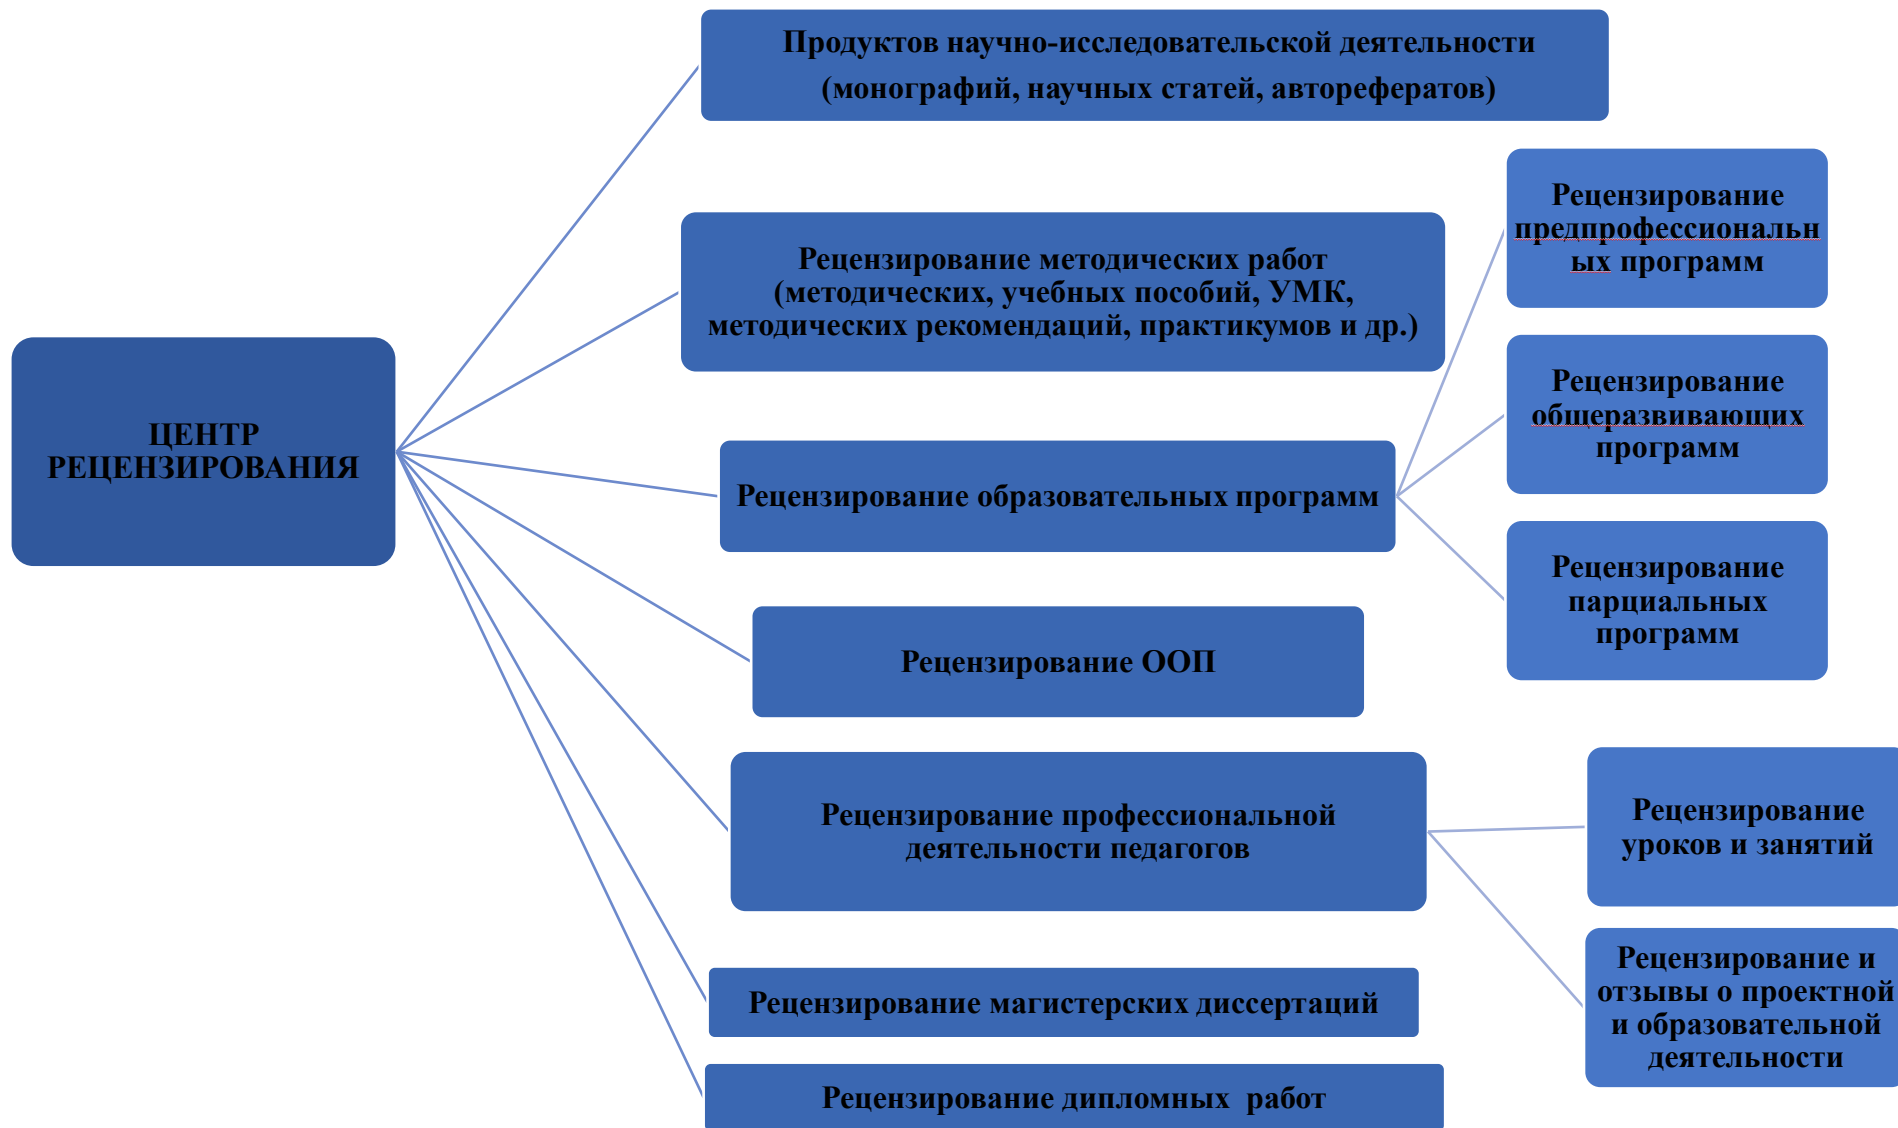 Продуктов научно-исследовательской деятельности
(монографий, научных статей, авторефератов)
Рецензирование
предпрофессиональн
ых программ
Рецензирование методических работ
(методических, учебных пособий, УМК,
методических рекомендаций, практикумов и др.)
Рецензирование
общеразвивающих
программ
ЦЕНТР
РЕЦЕНЗИРОВАНИЯ
Рецензирование образовательных программ
Рецензирование
парциальных
программ
Рецензирование ООП
Рецензирование профессиональной
деятельности педагогов
Рецензирование
уроков и занятий
Рецензирование и
отзывы о проектной
и образовательной
деятельности
Рецензирование магистерских диссертаций
Рецензирование дипломных  работ